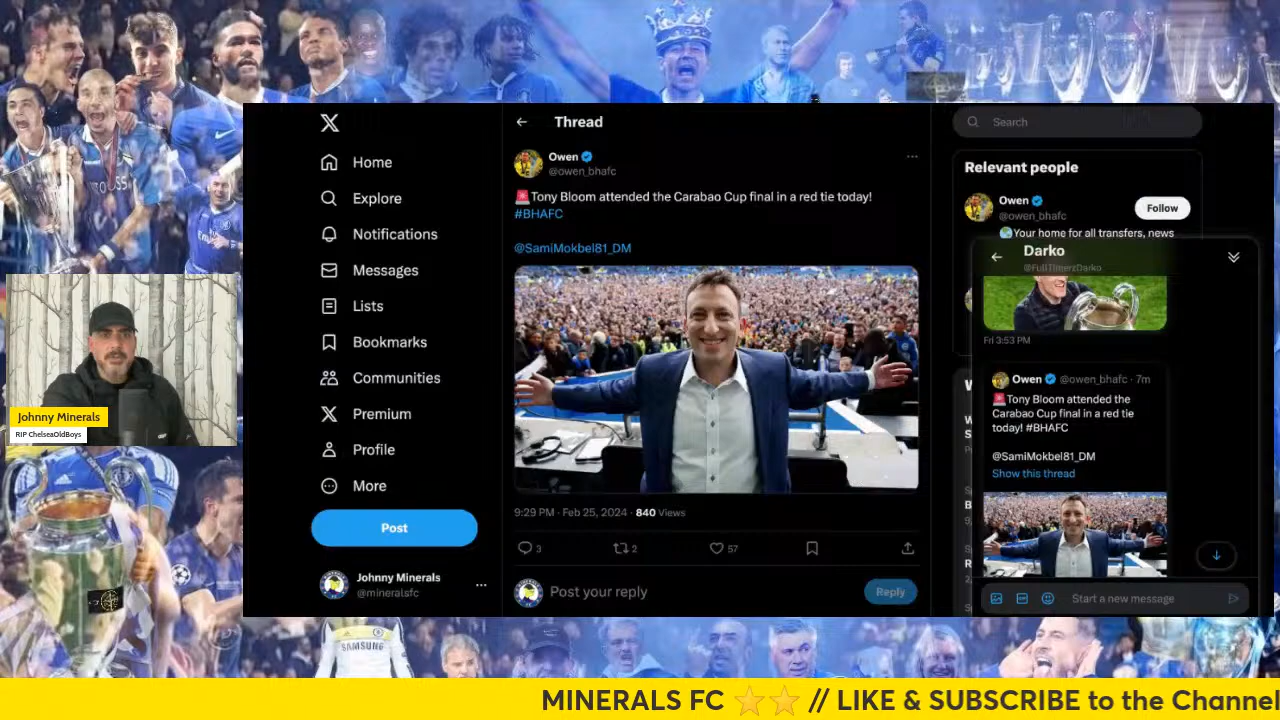 Thread
Search
Home
Explore
Notifications
Messages
Lists
Bookmarks
Communities
Premium
Profile
More
Post
Johnny Minerals
@mineralsfc
Owen
@owen_bhafc
🚨Tony Bloom attended the Carabao Cup final in a red tie today!
#BHAFC
@SamiMokbel81_DM
9:29 PM · Feb 25, 2024 · 840 Views
3
2
57
Post your reply
Reply
Relevant people
Owen
@owen_bhafc
Follow
🌍Your home for all transfers, news
Darko
@FullTimerzDarko
Fri 3:53 PM
Owen @owen_bhafc · 7m
🚨Tony Bloom attended the
Carabao Cup final in a red tie
today! #BHAFC
@SamiMokbel81_DM
Show this thread
Start a new message
Johnny Minerals
RIP ChelseaOldBoys
SAMSUNG
MINERALS FC ⭐⭐ // LIKE & SUBSCRIBE to the Channel